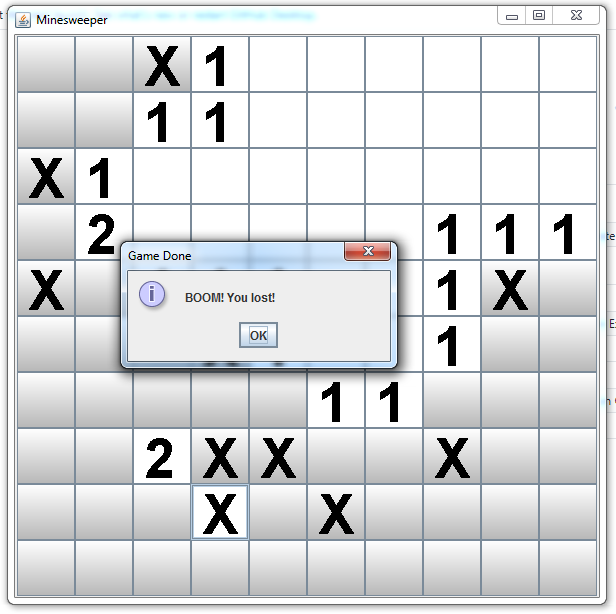 Minesweeper
X 1
1 1
X 1
2 1 1 1
Game Done
X 1 X
BOOM! You lost!
OK
1
1 1
2 X X X
X X